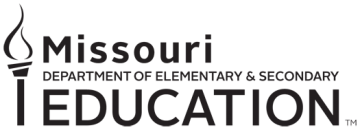 Missouri
DEPARTMENT OF ELEMENTARY & SECONDARY
EDUCATION™